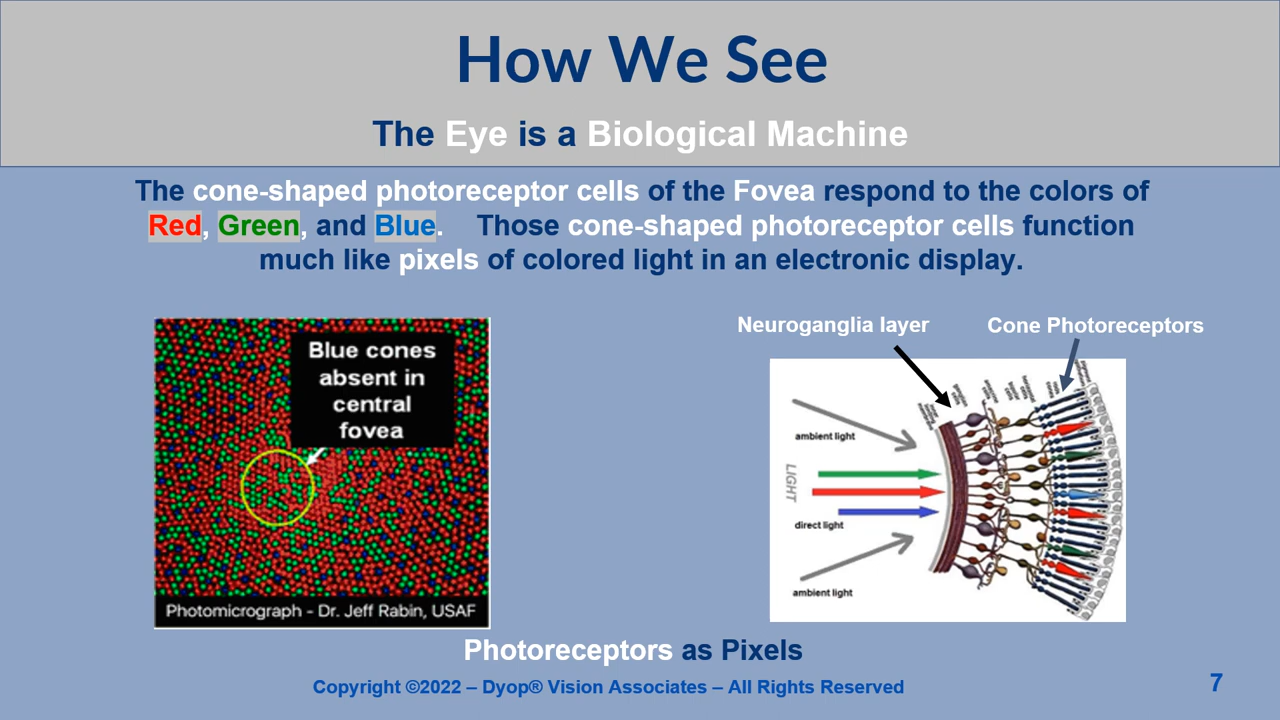 How We See
The Eye is a Biological Machine
The cone-shaped photoreceptor cells of the Fovea respond to the colors of
Red, Green, and Blue. Those cone-shaped photoreceptor cells function
much like pixels of colored light in an electronic display.
Blue cones
absent in
central
fovea
Photomicrograph - Dr. Jeff Rabin, USAF
Neuroganglia layer
Cone Photoreceptors
ambient light
LIGHT
direct light
ambient light
Photoreceptors as Pixels
Copyright ©2022 – Dyop® Vision Associates – All Rights Reserved
7